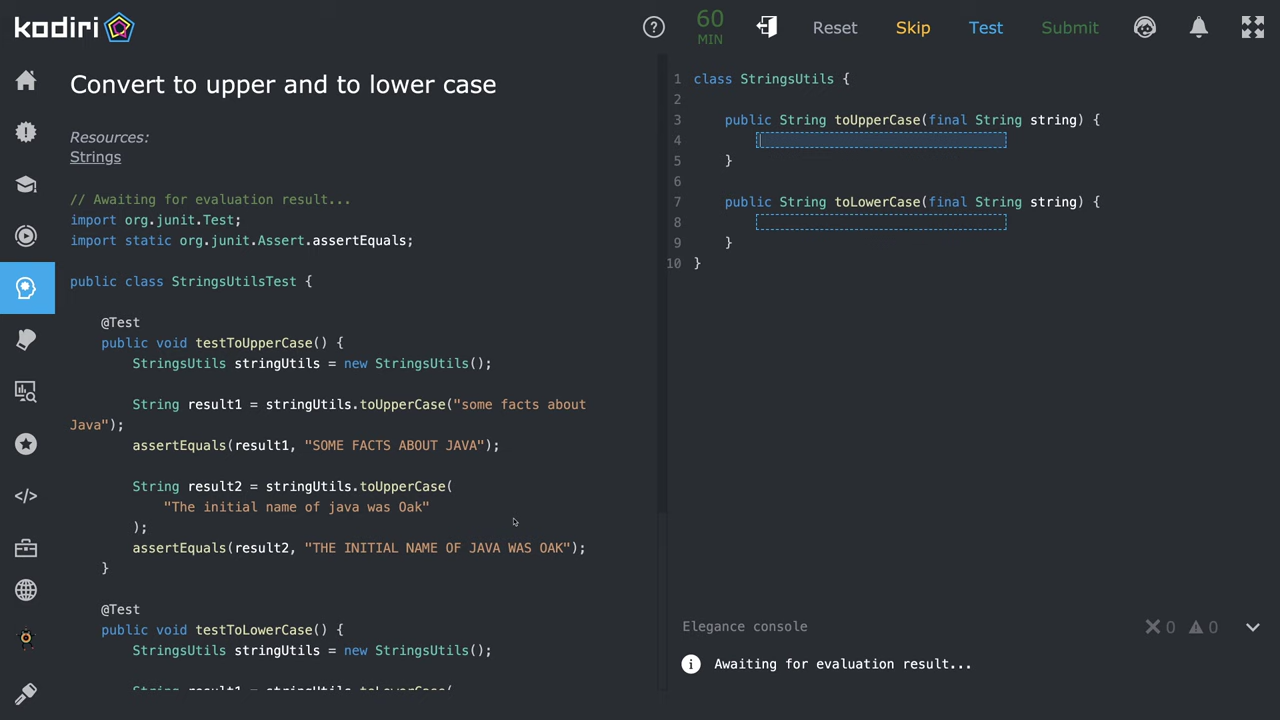 kodiri
?
60
MIN
Reset
Skip
Test
Submit
Convert to upper and to lower case
Resources:
Strings
// Awaiting for evaluation result...
import org.junit.Test;
import static org.junit.Assert.assertEquals;
public class StringsUtilsTest {
@Test
public void testToUpperCase() {
StringsUtils stringUtils = new StringsUtils();
String result1 = stringUtils.toUpperCase("some facts about
Java");
assertEquals(result1, "SOME FACTS ABOUT JAVA");
String result2 = stringUtils.toUpperCase(
"The initial name of java was Oak"
);
assertEquals(result2, "THE INITIAL NAME OF JAVA WAS OAK");
}
@Test
public void testToLowerCase() {
StringsUtils stringUtils = new StringsUtils();
String result1 = stringUtils.toLowerCase(
1 class StringsUtils {
2
3 public String toUpperCase(final String string) {
4
5 }
6
7 public String toLowerCase(final String string) {
8
9 }
10 }
Elegance console
0
0
Awaiting for evaluation result...